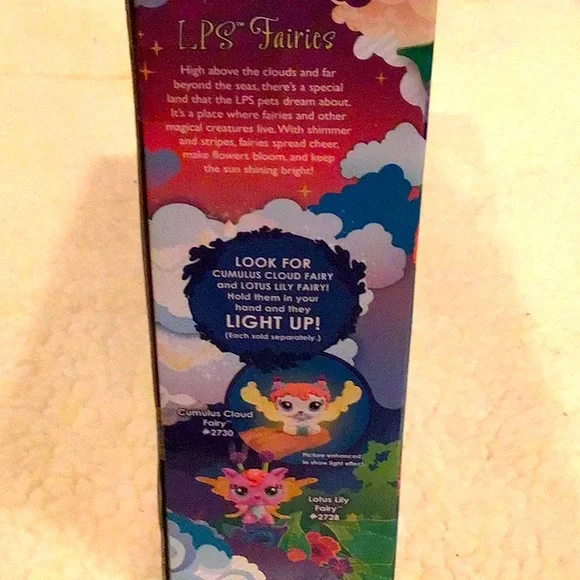 LPS™ Fairies
High above the clouds and far
beyond the seas, there's a special
land that the LPS pets dream about.
It's a place where fairies and other
magical creatures live. With shimmer
and stripes, fairies spread cheer,
make flowers bloom, and keep
the sun shining bright!
LOOK FOR
CUMULUS CLOUD FAIRY
and LOTUS LILY FAIRY!
Hold them in your
hand and they
LIGHT UP!
(Each sold separately.)
Cumulus Cloud
Fairy™
#2730
Picture enhanced
to show light effect.
Lotus Lily
Fairy™
#2728